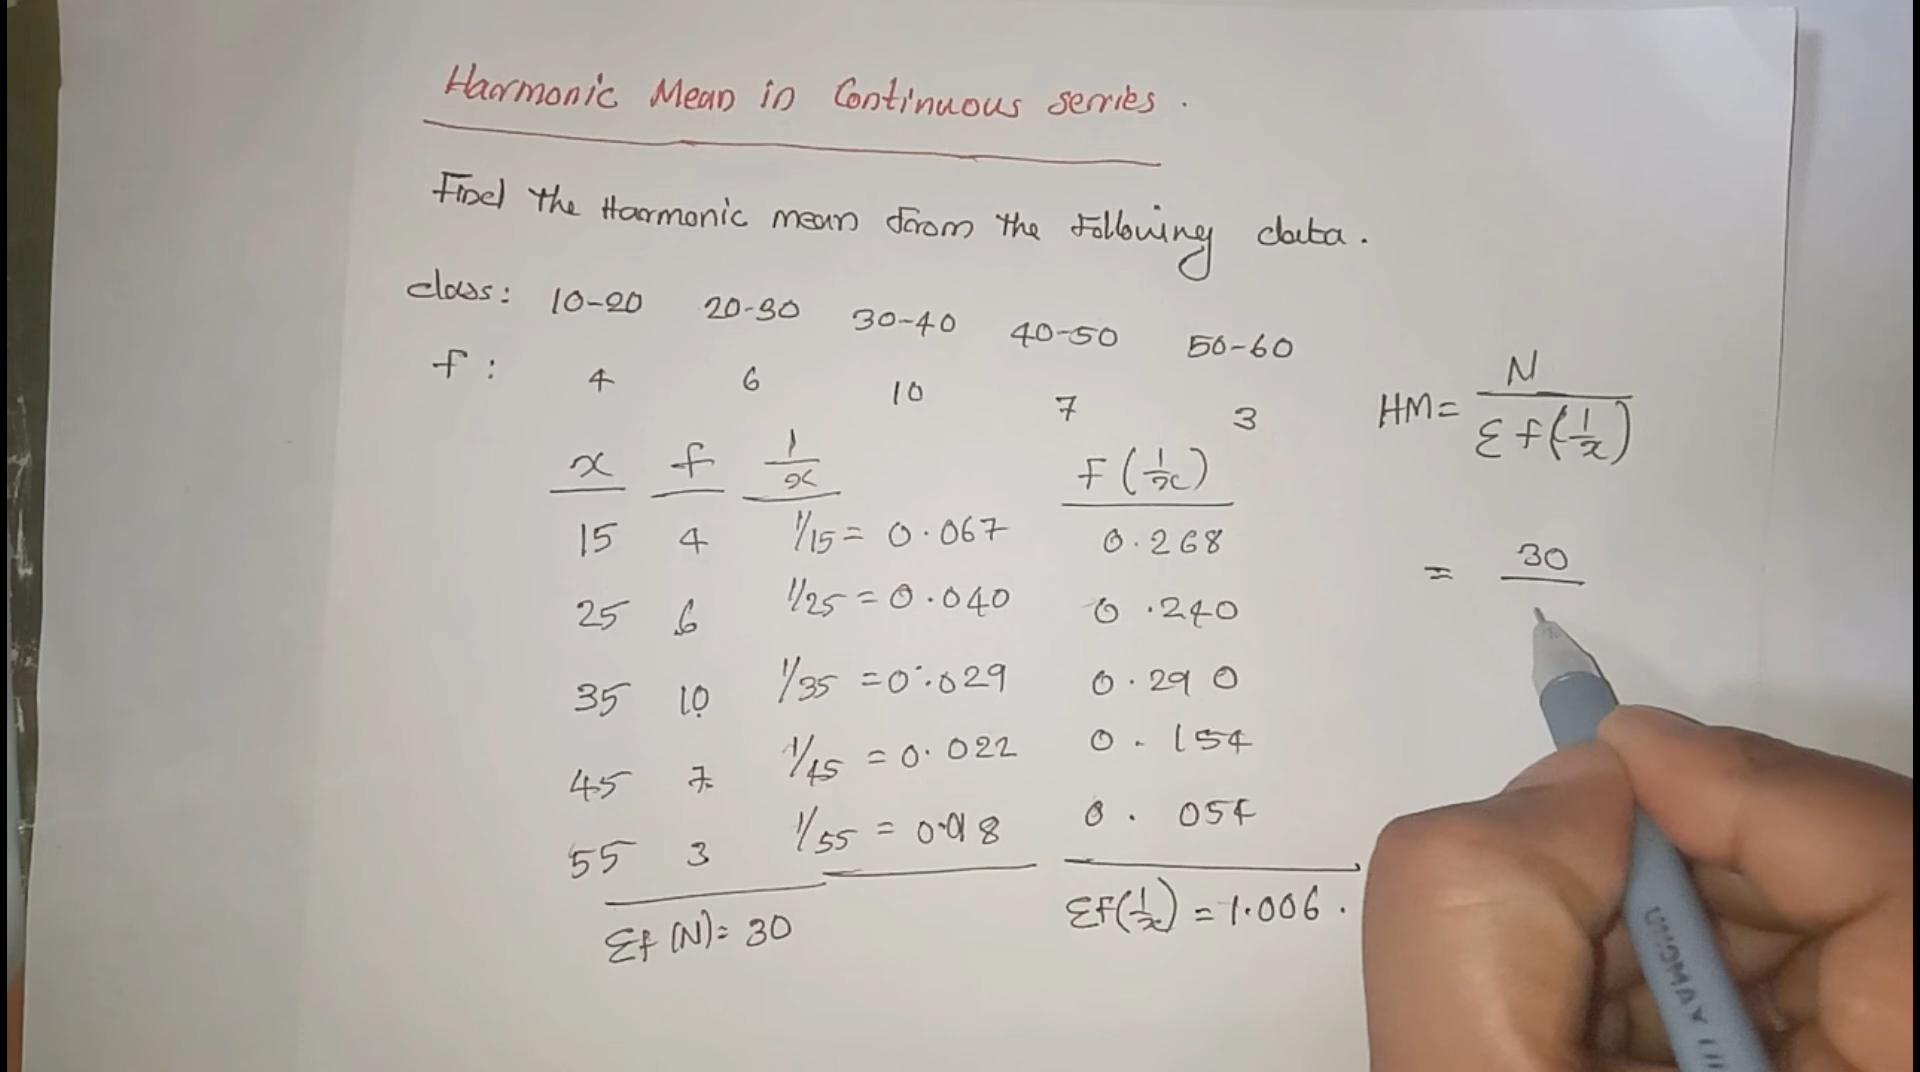 Harmonic Mean in Continuous series.
Find the Harmonic mean from the following data.
class: 10-20 20-30 30-40 40-50 50-60
f: 4 6 10 7 3
x f 1/x F(1/x)
15 4 1/15 = 0.067 0.268
25 6 1/25 = 0.040 0.240
35 10 1/35 = 0.029 0.290
45 7 1/45 = 0.022 0.154
55 3 1/55 = 0.018 0.054
Σf (N) = 30 Σf(1/x) = 1.006.
HM = N / Σf(1/x)
= 30
UNOMAX